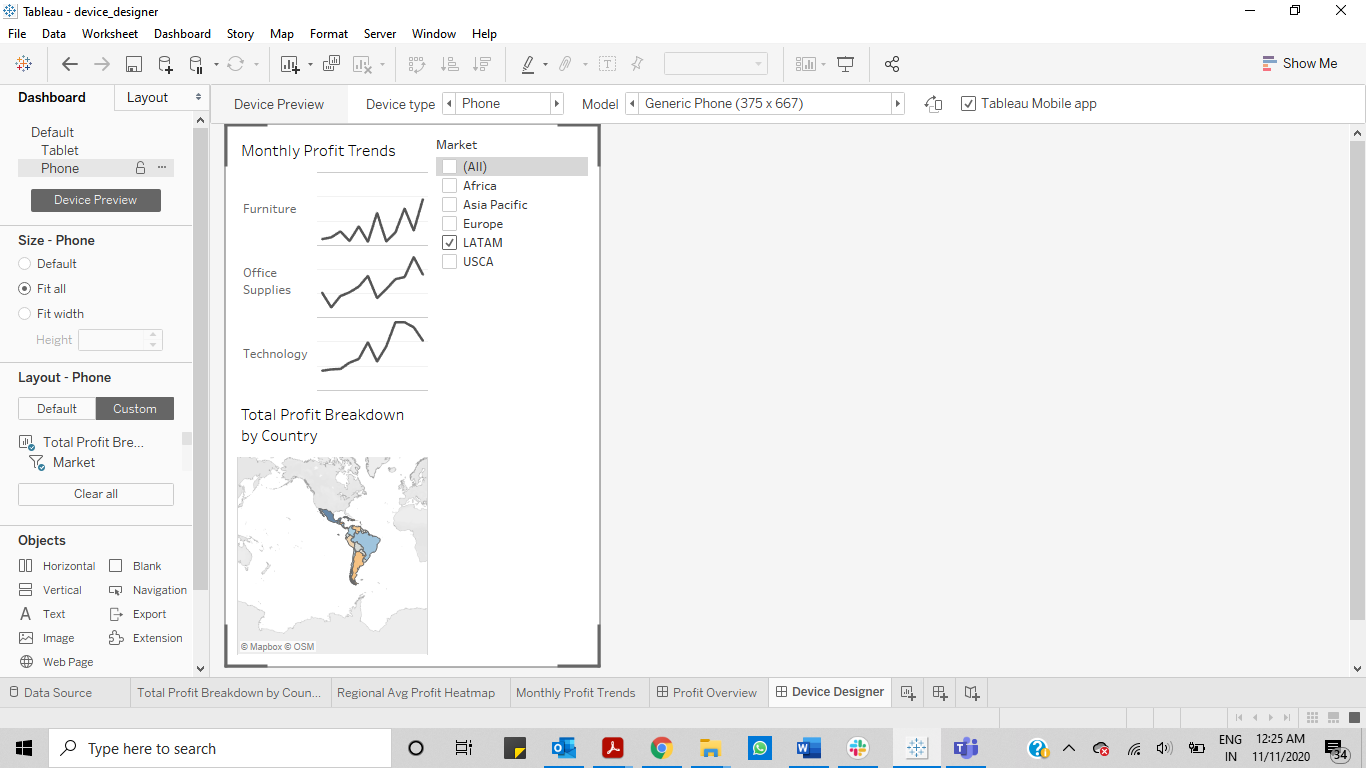 Tableau - device_designer
File Data Worksheet Dashboard Story Map Format Server Window Help
Show Me
Dashboard Layout
Device Preview Device type Phone Model Generic Phone (375 x 667) Tableau Mobile app
Default
Tablet
Phone
Device Preview
Size - Phone
Default
Fit all
Fit width
Height
Layout - Phone
Default Custom
Total Profit Bre...
Market
Clear all
Objects
Horizontal Blank
Vertical Navigation
Text Export
Image Extension
Web Page
Monthly Profit Trends
Furniture
Office
Supplies
Technology
Market
(All)
Africa
Asia Pacific
Europe
LATAM
USCA
Total Profit Breakdown
by Country
© Mapbox © OSM
Data Source Total Profit Breakdown by Coun... Regional Avg Profit Heatmap Monthly Profit Trends Profit Overview Device Designer
Type here to search
ENG
IN
12:25 AM
11/11/2020
34